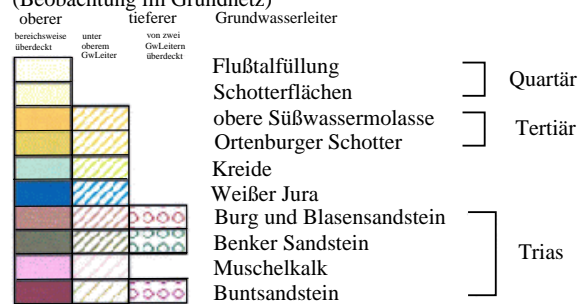 (Beobachtung im Grundnetz)
oberer tieferer Grundwasserleiter
bereichsweise überdeckt
unter oberem GwLeiter
von zwei GwLeitern überdeckt
Flußtalfüllung
Schotterflächen
Quartär
obere Süßwassermolasse
Ortenburger Schotter
Tertiär
Kreide
Weißer Jura
Burg und Blasensandstein
Benker Sandstein
Muschelkalk
Buntsandstein
Trias